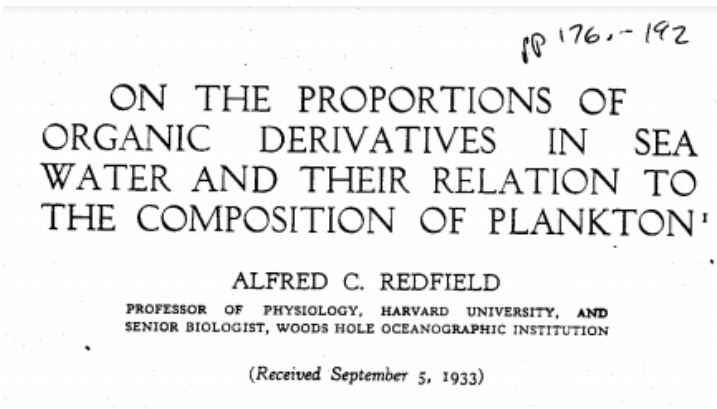 pp 176.-192
ON THE PROPORTIONS OF
ORGANIC DERIVATIVES IN SEA
WATER AND THEIR RELATION TO
THE COMPOSITION OF PLANKTON¹
ALFRED C. REDFIELD
PROFESSOR OF PHYSIOLOGY, HARVARD UNIVERSITY, AND
SENIOR BIOLOGIST, WOODS HOLE OCEANOGRAPHIC INSTITUTION
(Received September 5, 1933)